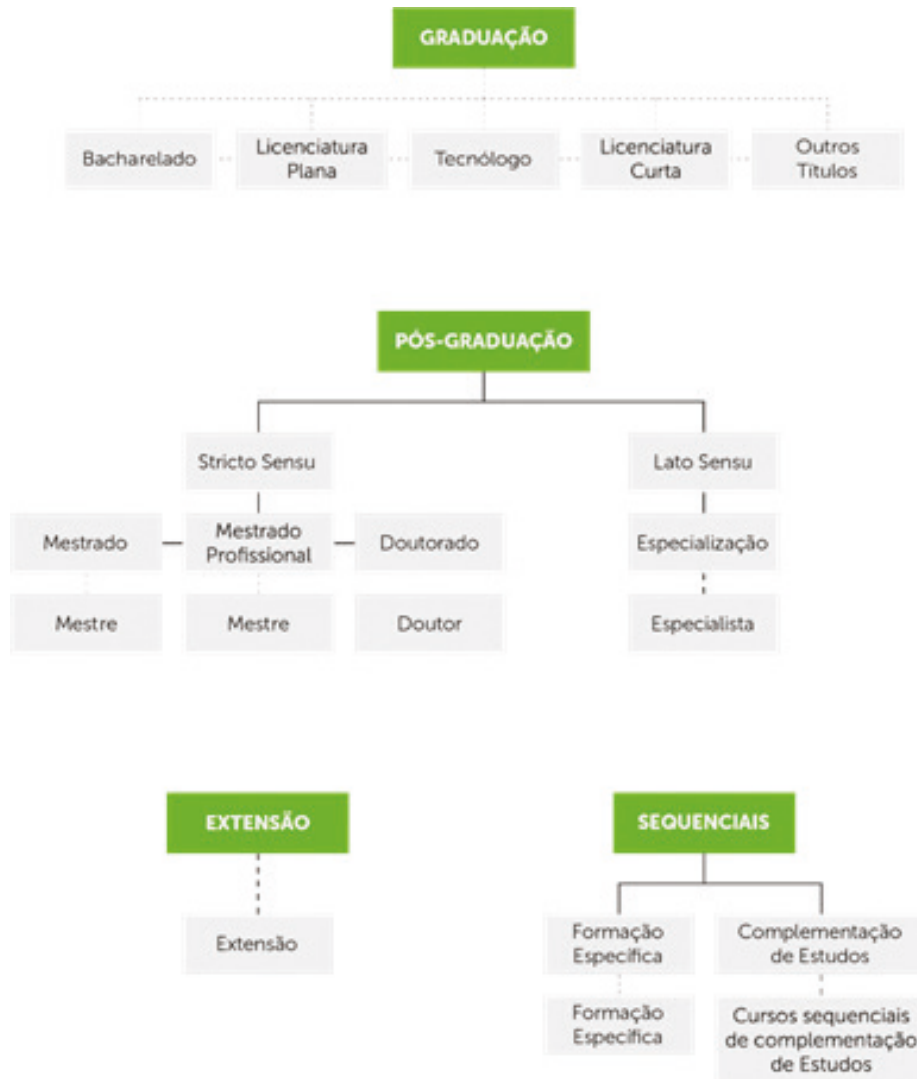 GRADUAÇÃO
Bacharelado
Licenciatura
Plana
Tecnólogo
Licenciatura
Curta
Outros
Títulos
PÓS-GRADUAÇÃO
Stricto Sensu
Lato Sensu
Mestrado
Mestrado
Profissional
Doutorado
Especialização
Mestre
Mestre
Doutor
Especialista
EXTENSÃO
SEQUENCIAIS
Extensão
Formação
Específica
Complementação
de Estudos
Formação
Específica
Cursos sequenciais
de complementação
de Estudos